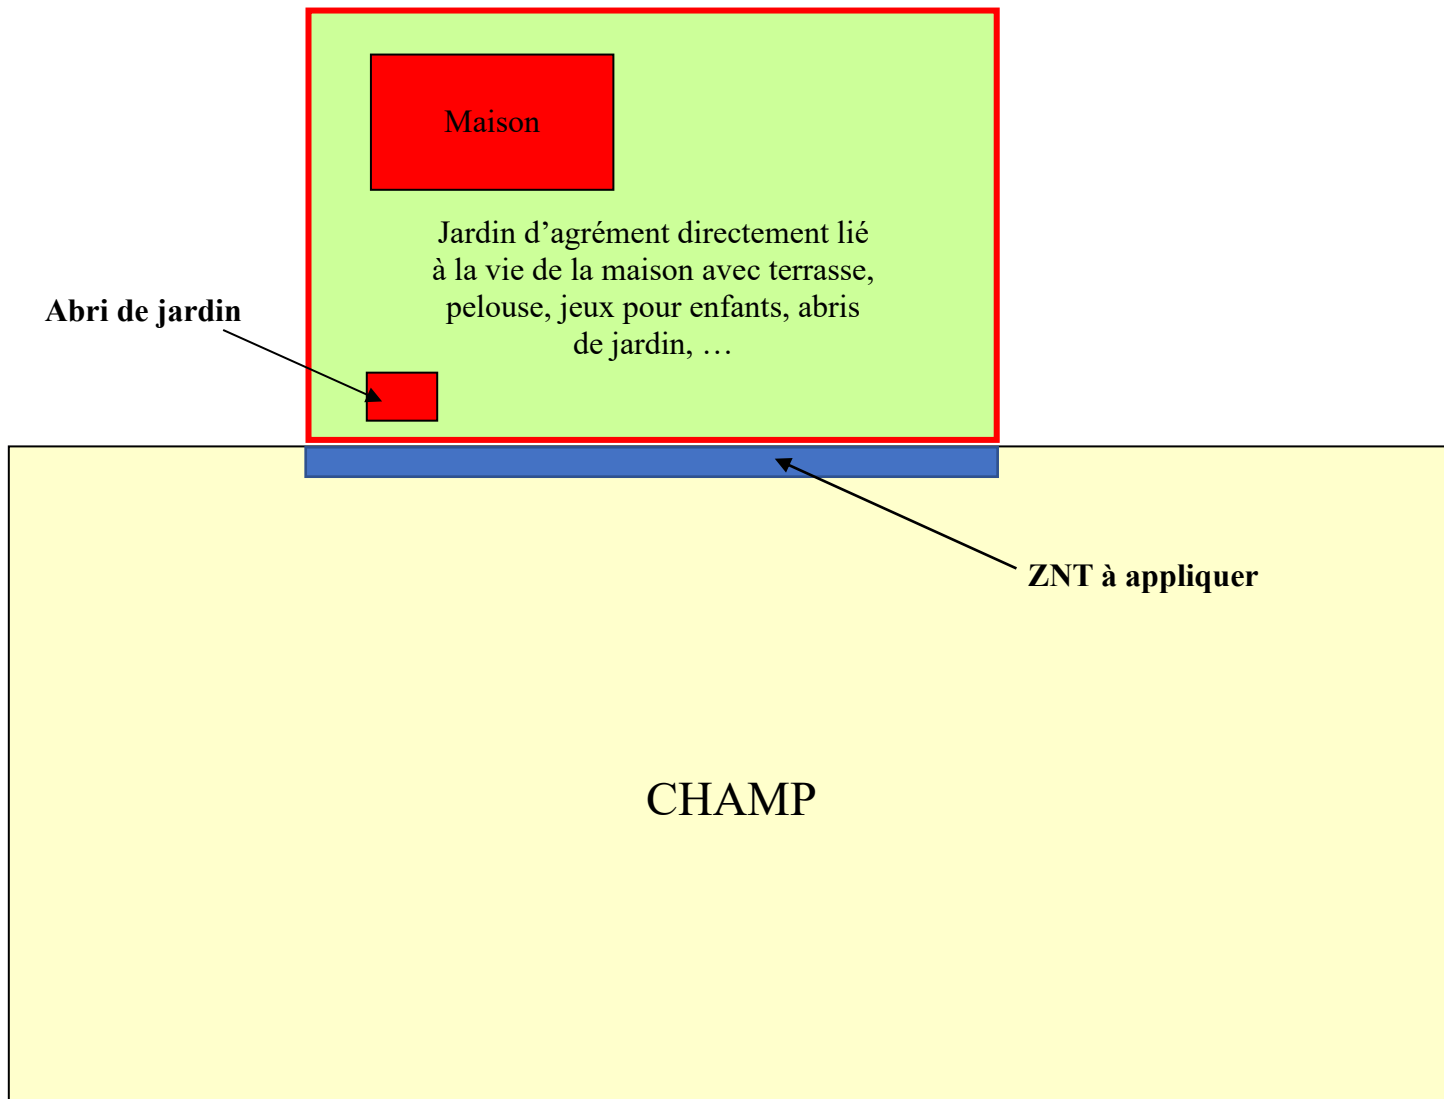 Maison
Jardin d’agrément directement lié
à la vie de la maison avec terrasse,
pelouse, jeux pour enfants, abris
de jardin, …
Abri de jardin
ZNT à appliquer
CHAMP